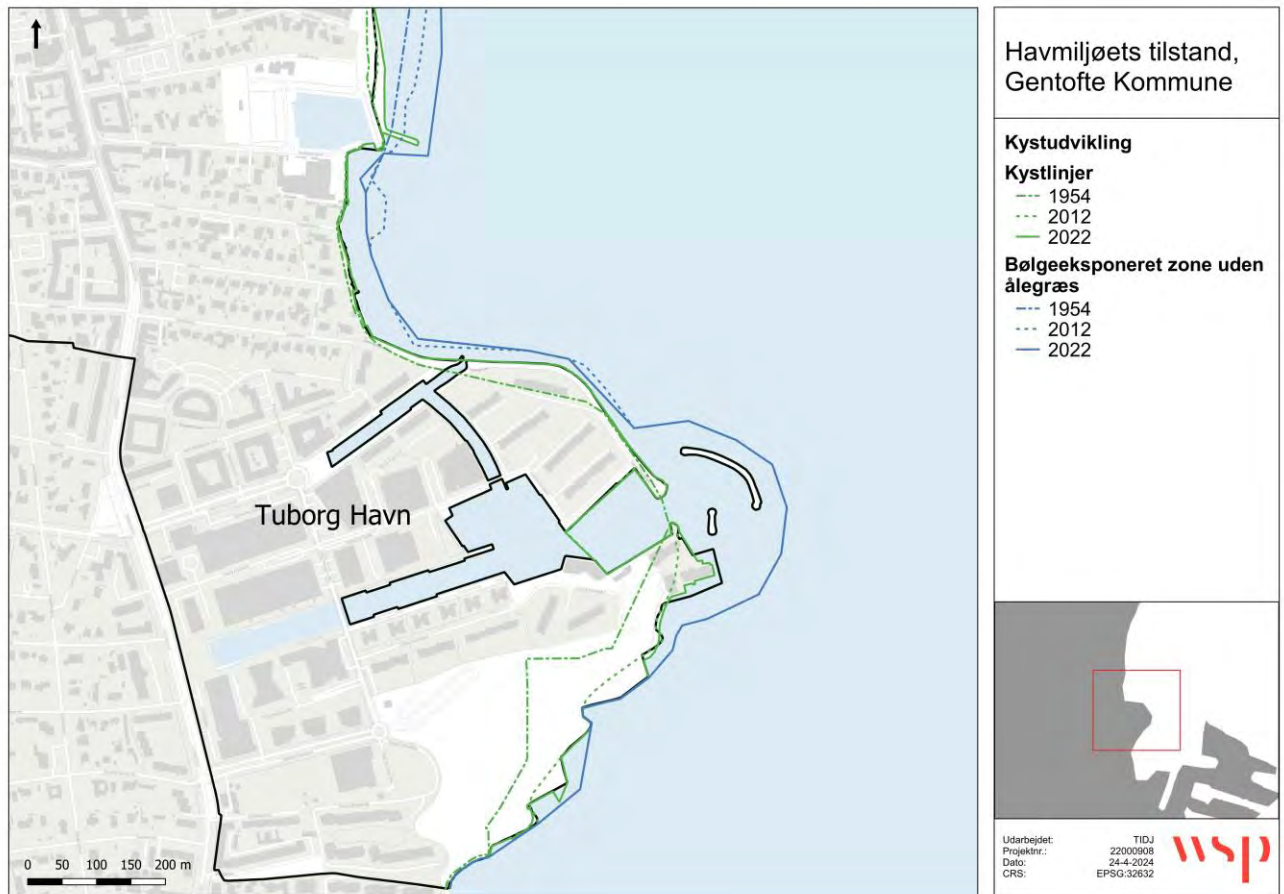 Tuborg Havn
0 50 100 150 200 m
Havmiljøets tilstand,
Gentofte Kommune
Kystudvikling
Kystlinjer
1954
2012
2022
Bølgeeksponeret zone uden
ålegræs
1954
2012
2022
Udarbejdet: TIDJ
Projektnr.: 22000908
Dato: 24-4-2024
CRS: EPSG:32632
wsp